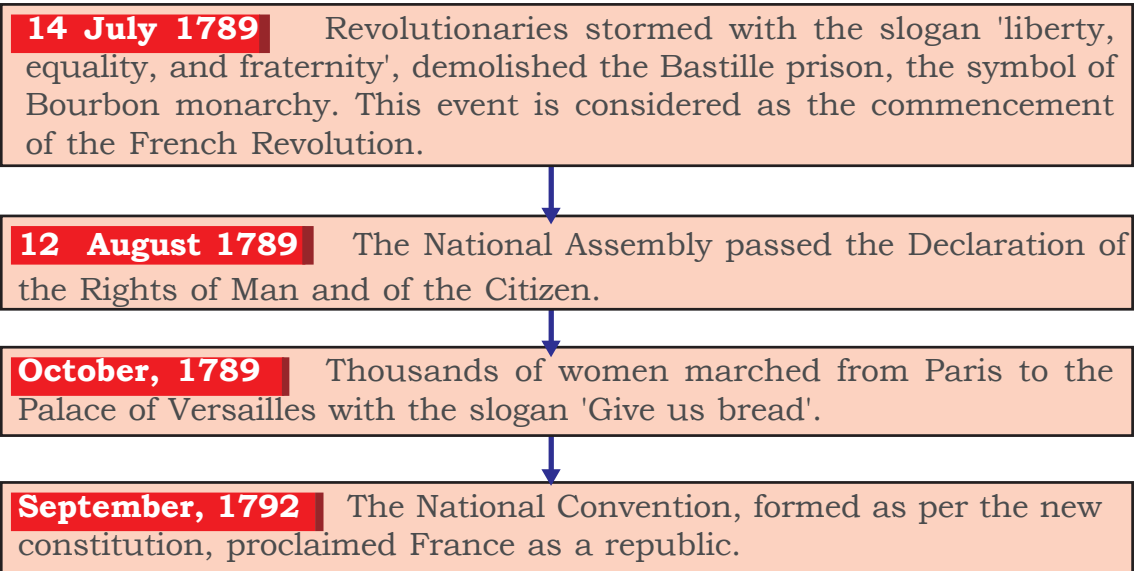 14 July 1789 Revolutionaries stormed with the slogan 'liberty,
equality, and fraternity', demolished the Bastille prison, the symbol of
Bourbon monarchy. This event is considered as the commencement
of the French Revolution.
12 August 1789 The National Assembly passed the Declaration of
the Rights of Man and of the Citizen.
October, 1789 Thousands of women marched from Paris to the
Palace of Versailles with the slogan 'Give us bread'.
September, 1792 The National Convention, formed as per the new
constitution, proclaimed France as a republic.